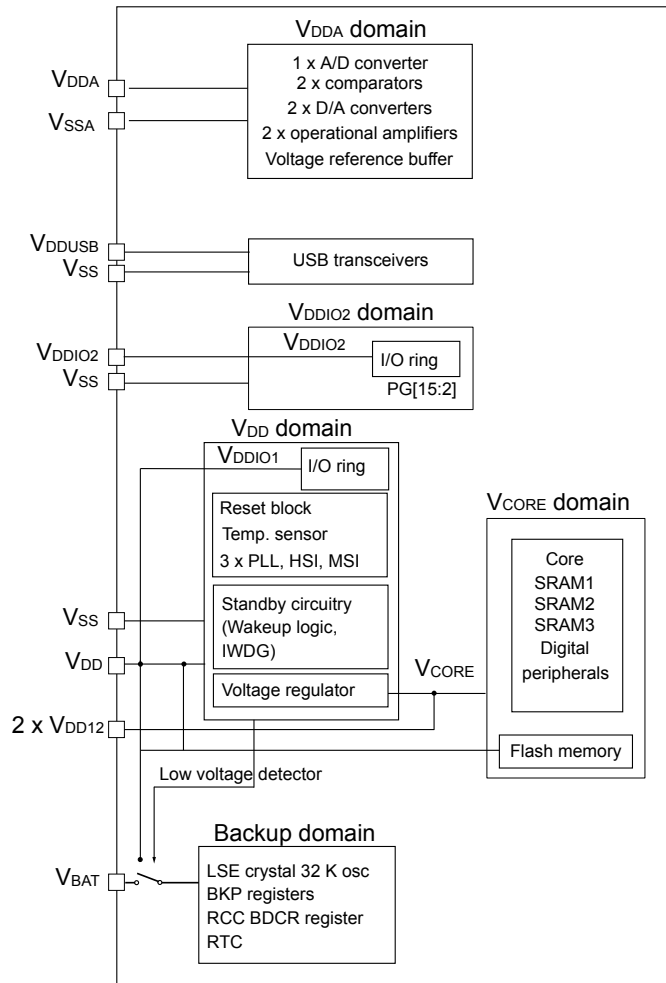 VDDA domain
VDDA
VSSA
1 x A/D converter
2 x comparators
2 x D/A converters
2 x operational amplifiers
Voltage reference buffer
VDDUSB
VSS
USB transceivers
VDDIO2 domain
VDDIO2
VSS
VDDIO2
I/O ring
PG[15:2]
VDD domain
VDDIO1
I/O ring
Reset block
Temp. sensor
3 x PLL, HSI, MSI
VSS
Standby circuitry
(Wakeup logic,
IWDG)
VDD
Voltage regulator
VCORE
2 x VDD12
VCORE domain
Core
SRAM1
SRAM2
SRAM3
Digital
peripherals
Flash memory
Low voltage detector
Backup domain
VBAT
LSE crystal 32 K osc
BKP registers
RCC BDCR register
RTC